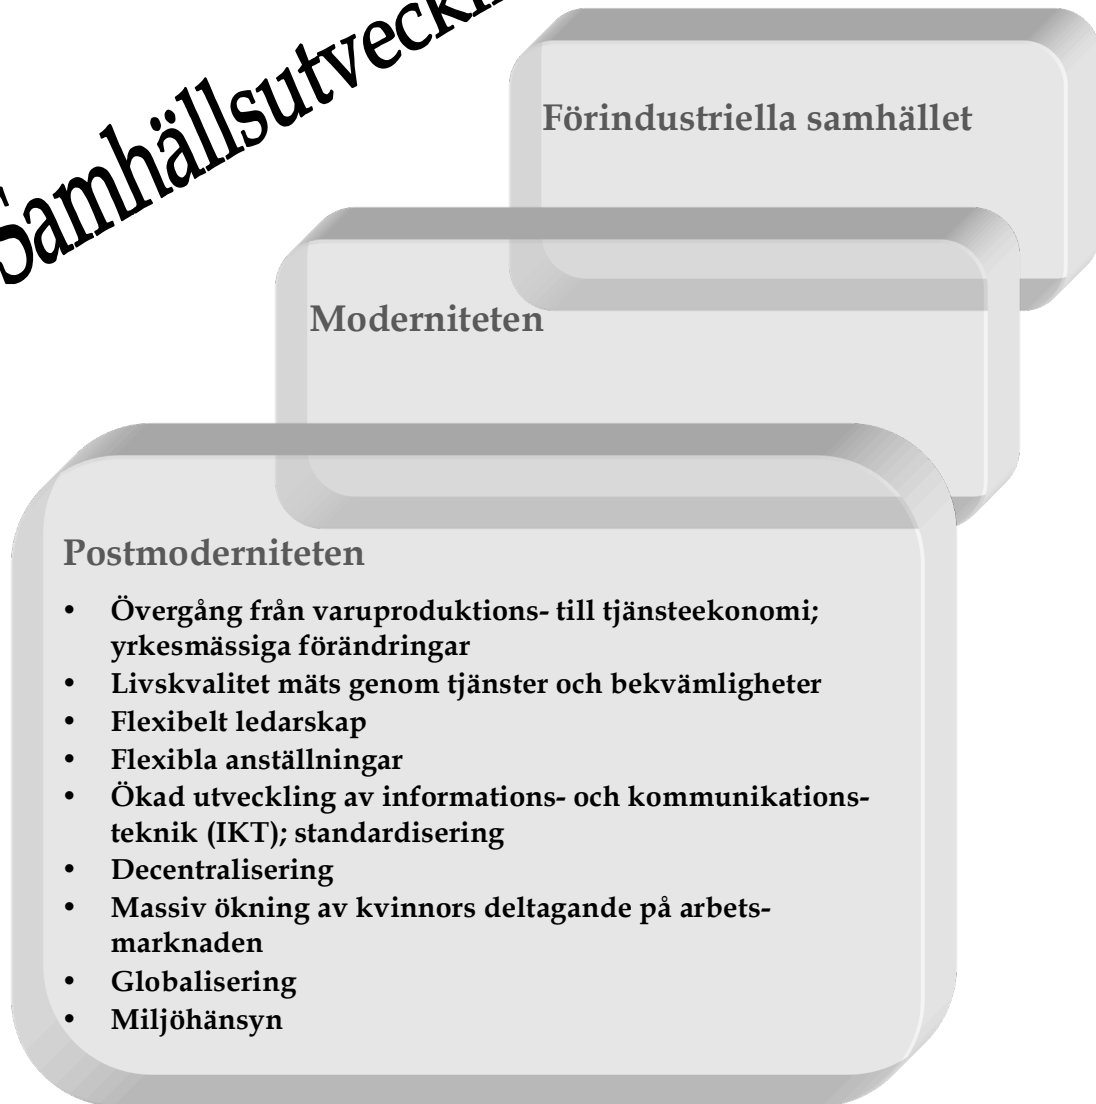 Förindustriella samhället
Moderniteten
Postmoderniteten
• Övergång från varuproduktions- till tjänsteekonomi;
yrkesmässiga förändringar
• Livskvalitet mäts genom tjänster och bekvämligheter
• Flexibelt ledarskap
• Flexibla anställningar
• Ökad utveckling av informations- och kommunikations-
teknik (IKT); standardisering
• Decentralisering
• Massiv ökning av kvinnors deltagande på arbets-
marknaden
• Globalisering
• Miljöhänsyn